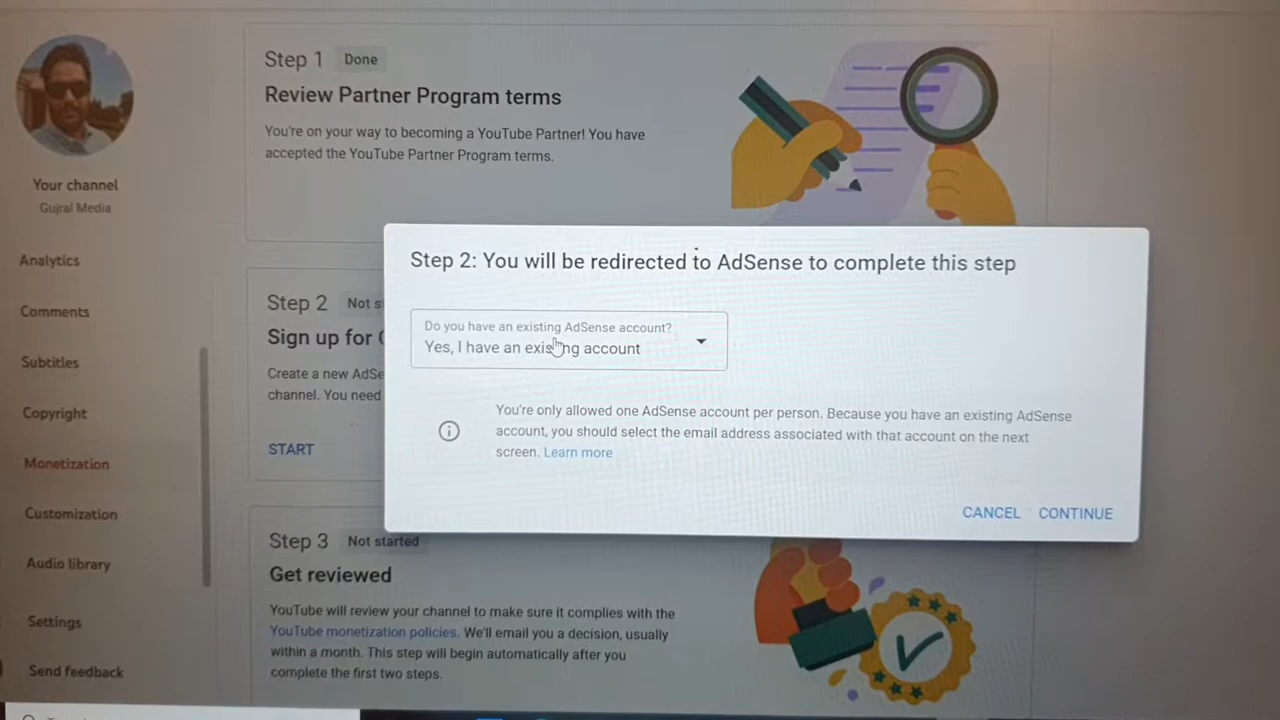 Step 1 Done
Review Partner Program terms
You're on your way to becoming a YouTube Partner! You have
accepted the YouTube Partner Program terms.
Your channel
Gujral Media
Analytics
Comments
Subtitles
Copyright
Monetization
Customization
Audio library
Settings
Send feedback
Step 2 Not s
Sign up for
Create a new AdSe
channel. You need
START
Step 2: You will be redirected to AdSense to complete this step
Do you have an existing AdSense account?
Yes, I have an existing account
You're only allowed one AdSense account per person. Because you have an existing AdSense
account, you should select the email address associated with that account on the next
screen. Learn more
CANCEL CONTINUE
Step 3 Not started
Get reviewed
YouTube will review your channel to make sure it complies with the
YouTube monetization policies. We'll email you a decision, usually
within a month. This step will begin automatically after you
complete the first two steps.